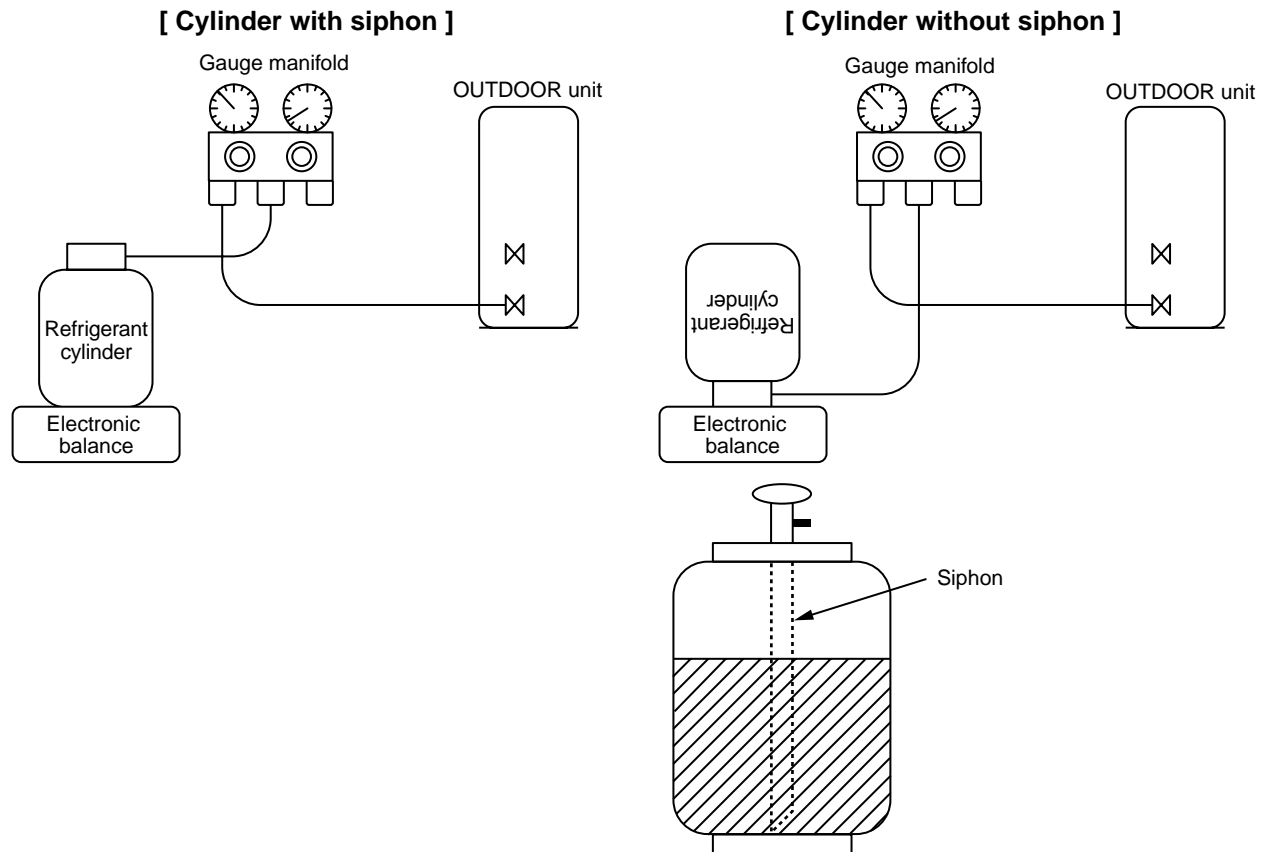 [ Cylinder with siphon ]
Gauge manifold
OUTDOOR unit
Refrigerant
cylinder
Electronic
balance
[ Cylinder without siphon ]
Gauge manifold
OUTDOOR unit
Refrigerant
cylinder
Electronic
balance
Siphon